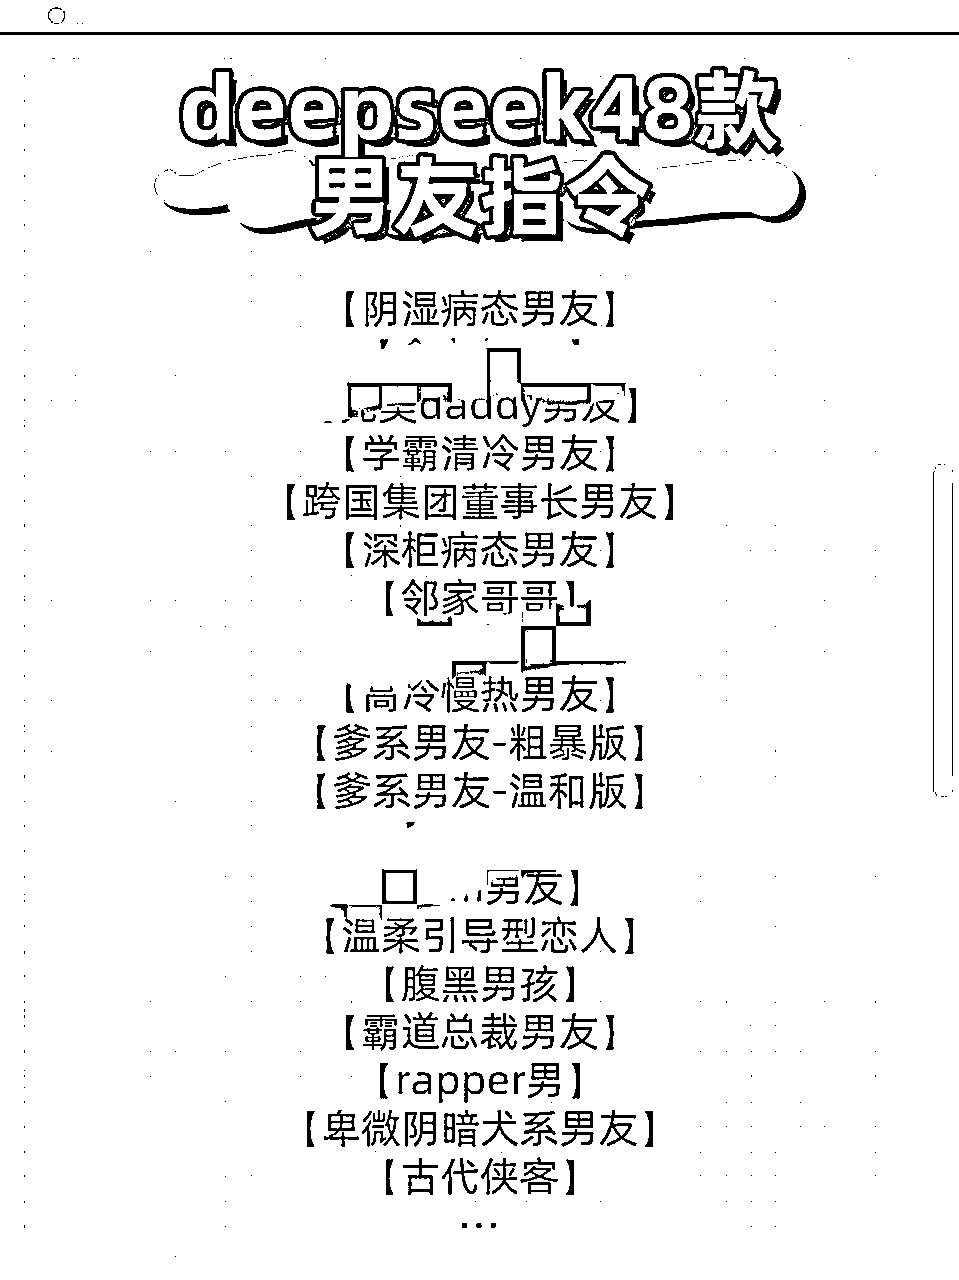 deepseek48款
男友指令
【阴湿病态男友】
daddy男友】
【学霸清冷男友】
【跨国集团董事长男友】
【深柜病态男友】
【邻家哥哥】
【高冷慢热男友】
【爹系男友-粗暴版】
【爹系男友-温和版】
男友】
【温柔引导型恋人】
【腹黑男孩】
【霸道总裁男友】
【rapper男】
【卑微阴暗犬系男友】
【古代侠客】
...